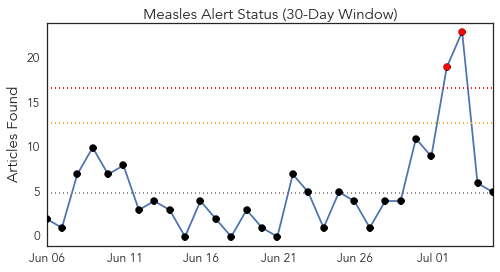 Measles Alert Status (30-Day Window)
Articles Found
20
15
10
5
0
Jun 06
Jun 11
Jun 16
Jun 21
Jun 26
Jul 01